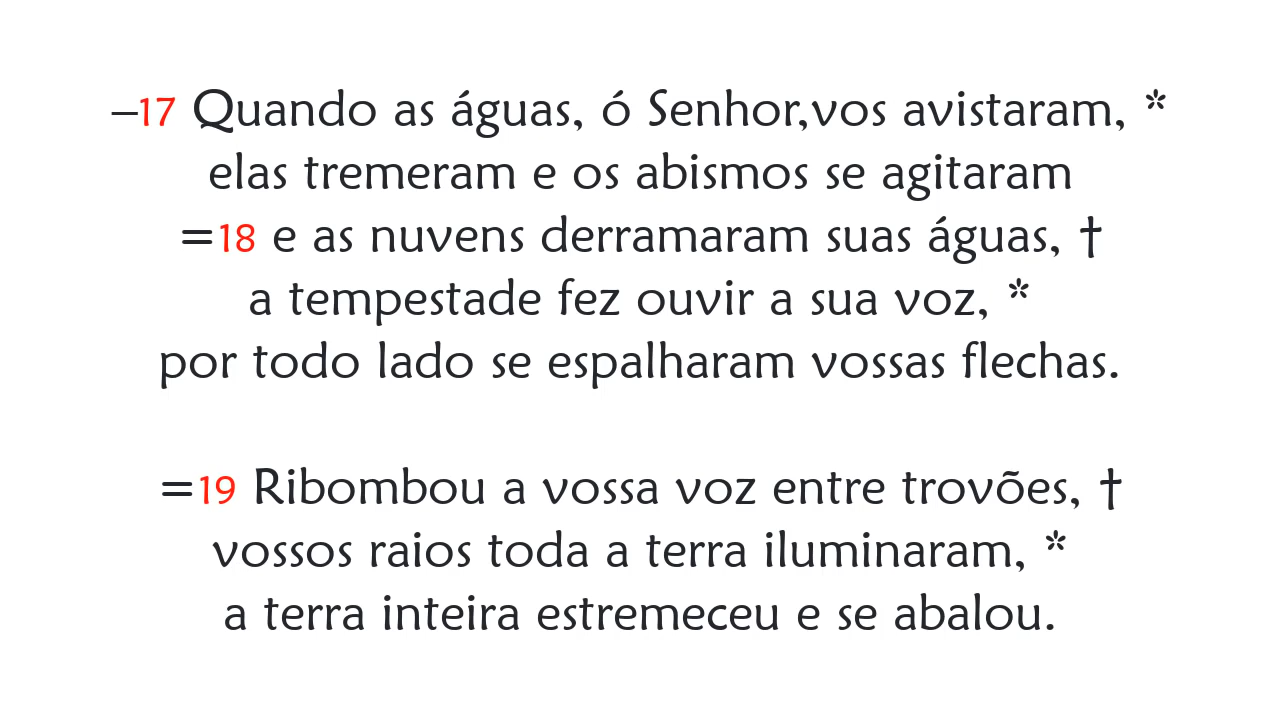 –17 Quando as águas, ó Senhor,vos avistaram, *
elas tremeram e os abismos se agitaram
=18 e as nuvens derramaram suas águas, †
a tempestade fez ouvir a sua voz, *
por todo lado se espalharam vossas flechas.
=19 Ribombou a vossa voz entre trovões, †
vossos raios toda a terra iluminaram, *
a terra inteira estremeceu e se abalou.